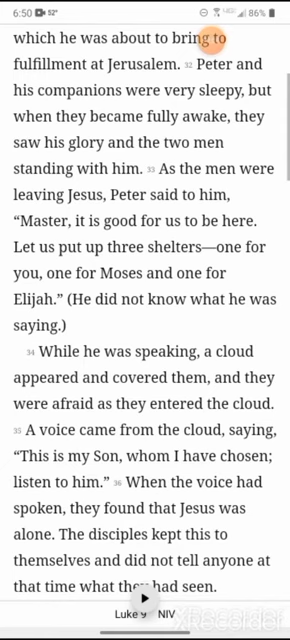 6:50 52°
86%
which he was about to bring to
fulfillment at Jerusalem. 32 Peter and
his companions were very sleepy, but
when they became fully awake, they
saw his glory and the two men
standing with him. 33 As the men were
leaving Jesus, Peter said to him,
“Master, it is good for us to be here.
Let us put up three shelters—one for
you, one for Moses and one for
Elijah.” (He did not know what he was
saying.)
34 While he was speaking, a cloud
appeared and covered them, and they
were afraid as they entered the cloud.
35 A voice came from the cloud, saying,
“This is my Son, whom I have chosen;
listen to him.” 36 When the voice had
spoken, they found that Jesus was
alone. The disciples kept this to
themselves and did not tell anyone at
that time what they had seen.
Luke 9 NIV
XRecorder